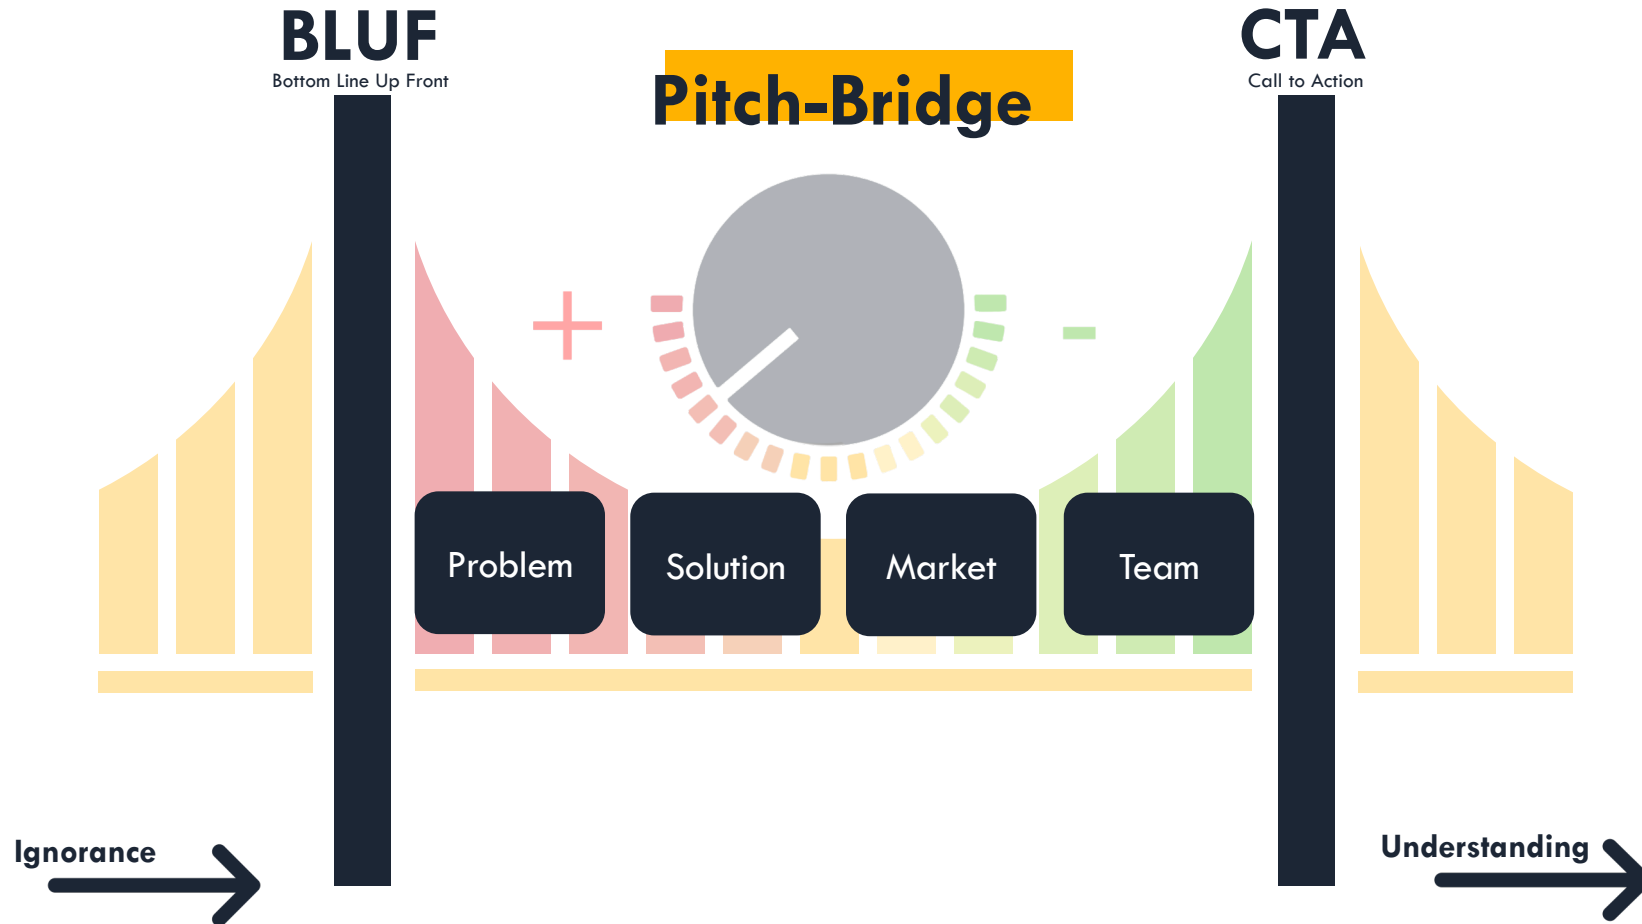 BLUF
Bottom Line Up Front
Pitch-Bridge
CTA
Call to Action
+
-
Problem
Solution
Market
Team
Ignorance
Understanding